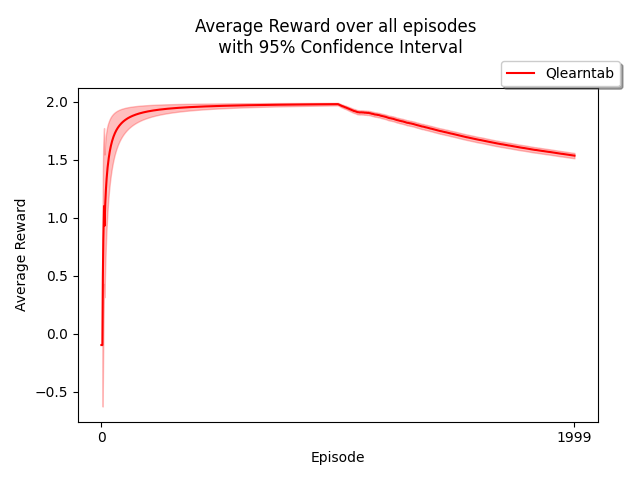 Average Reward over all episodes
with 95% Confidence Interval
Qlearntab
2.0
1.5
1.0
0.5
0.0
−0.5
Average Reward
0
1999
Episode